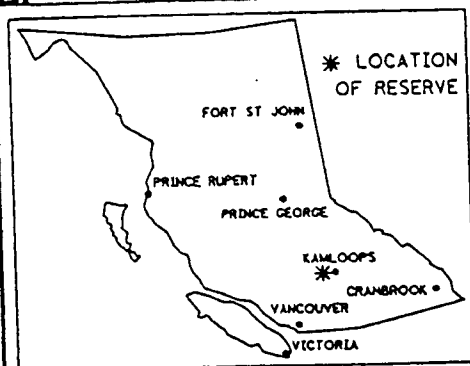 LOCATION
OF RESERVE
FORT ST JOHN
PRINCE RUPERT
PRINCE GEORGE
KAMLOOPS
CRANBROOK
VANCOUVER
VICTORIA